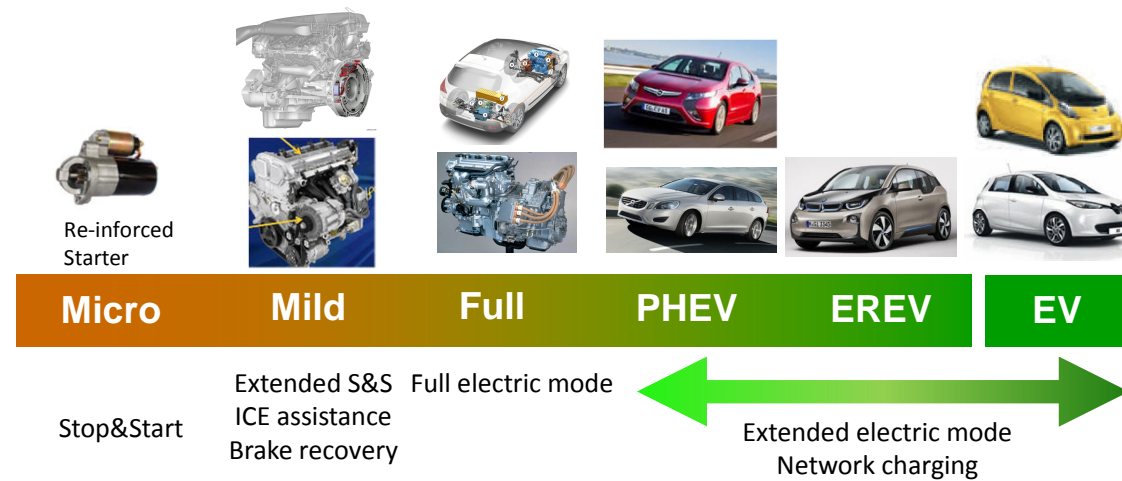 Re-inforced
Starter
Micro
Mild
Full
PHEV
EREV
EV
Stop&Start
Extended S&S
ICE assistance
Brake recovery
Full electric mode
Extended electric mode
Network charging